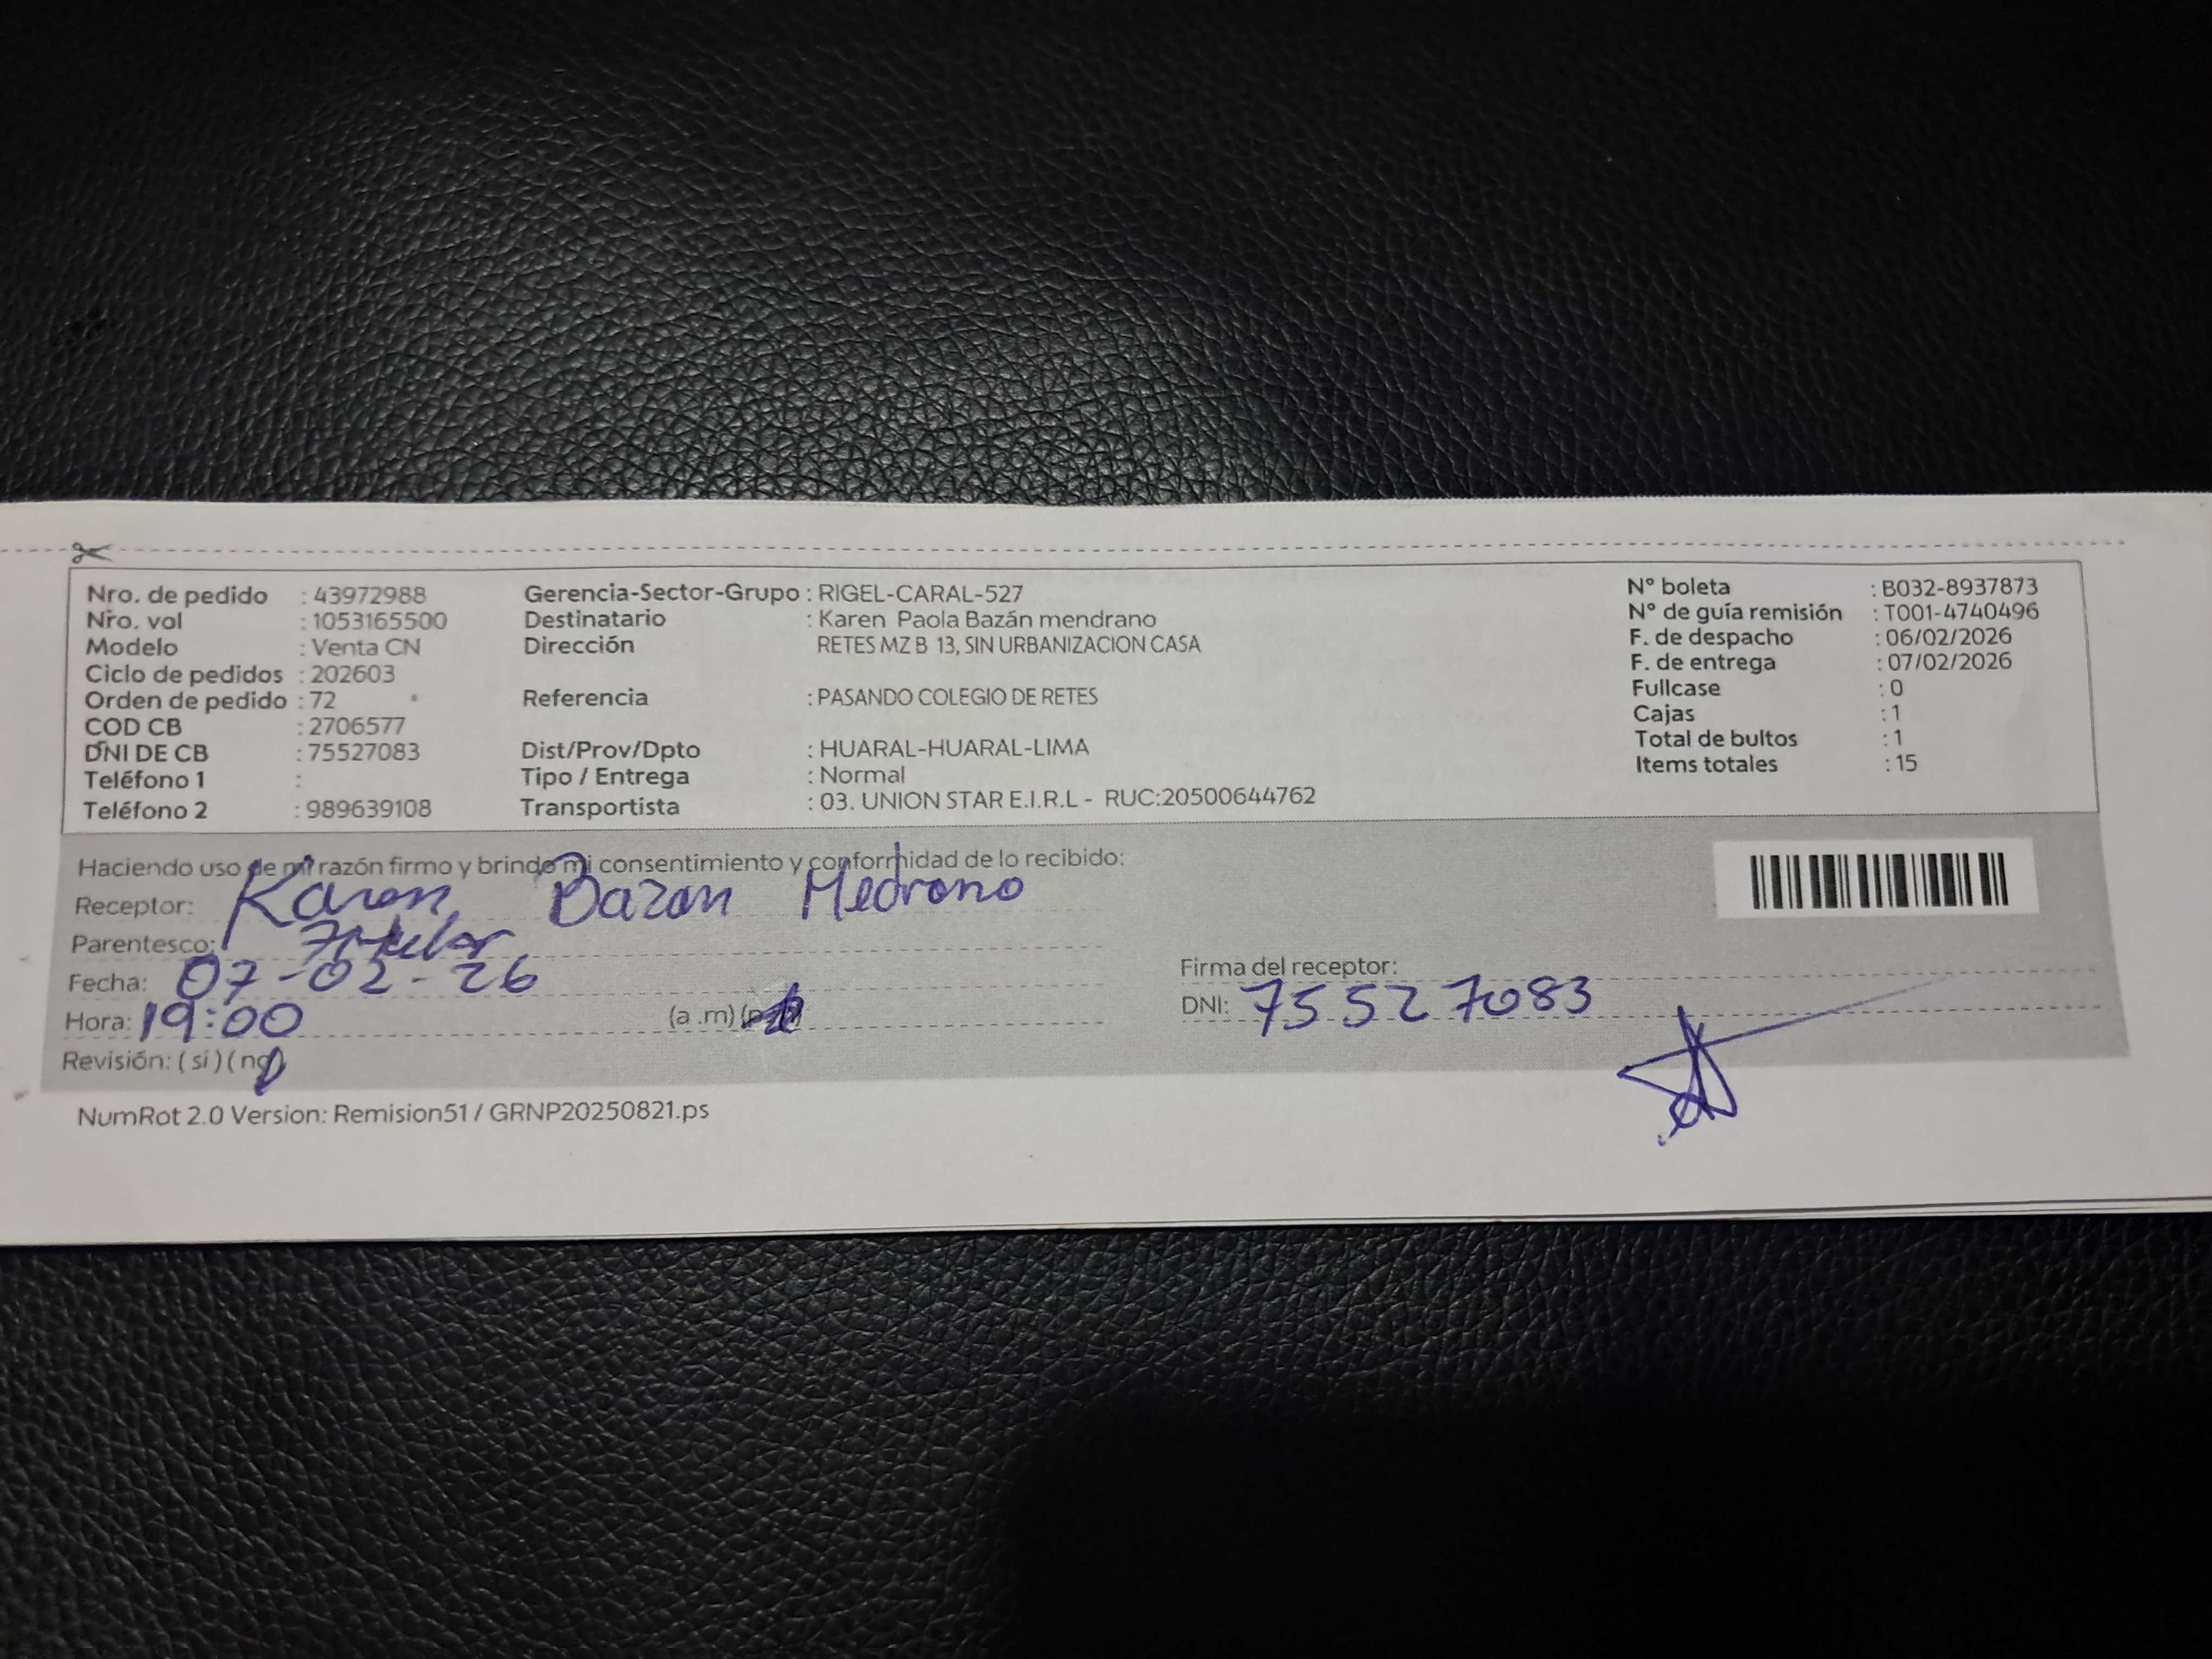 Nro. de pedido : 43972988
Nro. vol : 1053165500
Modelo : Venta CN
Ciclo de pedidos : 202603
Orden de pedido : 72
COD CB : 2706577
DNI DE CB : 75527083
Teléfono 1 :
Teléfono 2 : 989639108
Gerencia-Sector-Grupo : RIGEL-CARAL-527
Destinatario : Karen Paola Bazán mendrano
Dirección RETES MZ B 13, SIN URBANIZACION CASA
Referencia : PASANDO COLEGIO DE RETES
Dist/Prov/Dpto : HUARAL-HUARAL-LIMA
Tipo / Entrega : Normal
Transportista : 03. UNION STAR E.I.R.L - RUC:20500644762
N° boleta : B032-8937873
N° de guía remisión : T001-4740496
F. de despacho : 06/02/2026
F. de entrega : 07/02/2026
Fullcase : 0
Cajas : 1
Total de bultos : 1
Items totales : 15
Haciendo uso de mi razón firmo y brindo mi consentimiento y conformidad de lo recibido:
Receptor: Karen Bazan Medrano
Parentesco: Titular
Fecha: 07-02-26
Hora: 19:00 (a .m) (p.m)
Revisión: ( si ) ( no )
Firma del receptor:
DNI: 75527083
NumRot 2.0 Version: Remision51 / GRNP20250821.ps